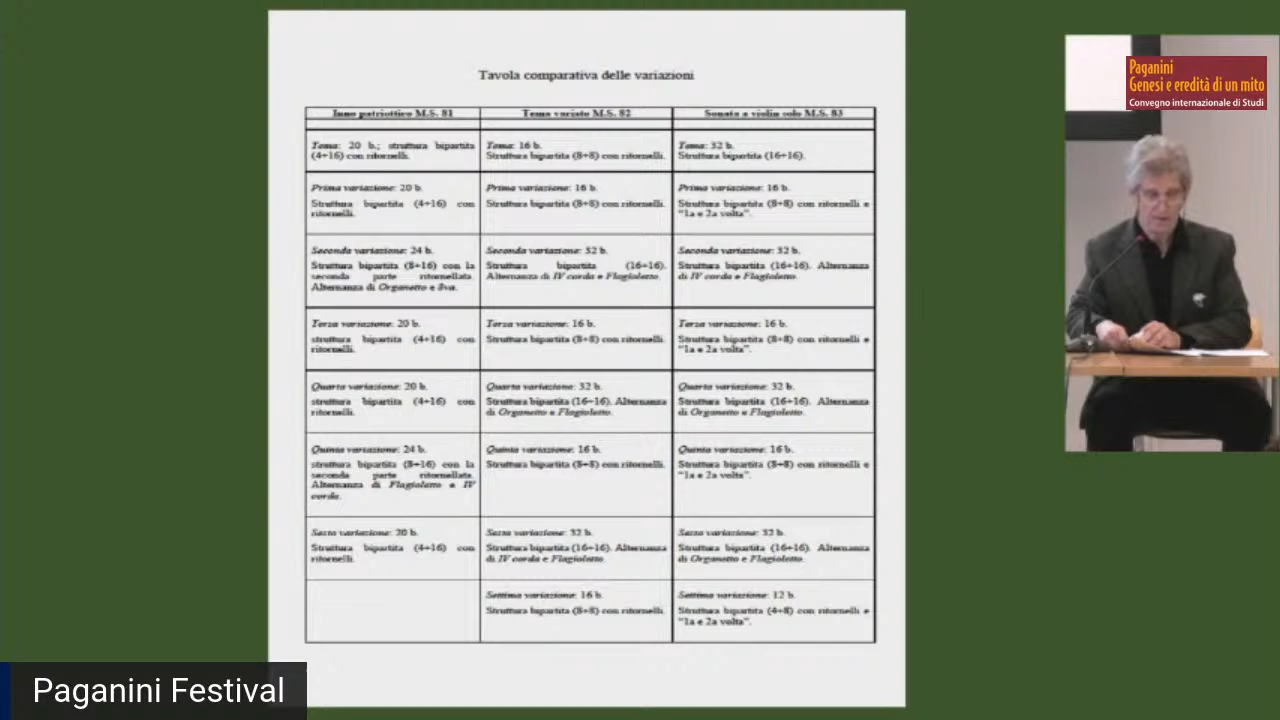 Tavola comparativa delle variazioni
Inno patriottico M.S. 81
Tema variato M.S. 82
Sonata a violin solo M.S. 83
Tema: 20 b.; struttura bipartita
(4+16) con ritornelli.
Tema: 16 b.
Struttura bipartita (8+8) con ritornelli.
Tema: 32 b.
Struttura bipartita (16+16).
Prima variazione: 20 b.
Struttura bipartita (4+16) con
ritornelli.
Prima variazione: 16 b.
Struttura bipartita (8+8) con ritornelli.
Prima variazione: 16 b.
Struttura bipartita (8+8) con ritornelli e
“1a e 2a volta”.
Seconda variazione: 24 b.
Struttura bipartita (8+16) con la
seconda parte ritornellata.
Alternanza di Organetto e 8va.
Seconda variazione: 32 b.
Struttura bipartita (16+16).
Alternanza di IV corda e Flagioletto.
Seconda variazione: 32 b.
Struttura bipartita (16+16). Alternanza
di IV corda e Flagioletto.
Terza variazione: 20 b.
struttura bipartita (4+16) con
ritornelli.
Terza variazione: 16 b.
Struttura bipartita (8+8) con ritornelli.
Terza variazione: 16 b.
Struttura bipartita (8+8) con ritornelli e
“1a e 2a volta”.
Quarta variazione: 20 b.
struttura bipartita (4+16) con
ritornelli.
Quarta variazione: 32 b.
Struttura bipartita (16+16). Alternanza
di Organetto e Flagioletto.
Quarta variazione: 32 b.
Struttura bipartita (16+16). Alternanza
di Organetto e Flagioletto.
Quinta variazione: 24 b.
struttura bipartita (8+16) con la
seconda parte ritornellata.
Alternanza di Flagioletto e IV
corda.
Quinta variazione: 16 b.
Struttura bipartita (8+8) con ritornelli.
Quinta variazione: 16 b.
Struttura bipartita (8+8) con ritornelli e
“1a e 2a volta”.
Sesta variazione: 20 b.
Struttura bipartita (4+16) con
ritornelli.
Sesta variazione: 32 b.
Struttura bipartita (16+16). Alternanza
di IV corda e Flagioletto.
Sesta variazione: 32 b.
Struttura bipartita (16+16). Alternanza
di Organetto e Flagioletto.
Settima variazione: 16 b.
Struttura bipartita (8+8) con ritornelli.
Settima variazione: 12 b.
Struttura bipartita (4+8) con ritornelli e
“1a e 2a volta”.
Paganini
Genesi e eredità di un mito
Convegno internazionale di Studi
Paganini Festival